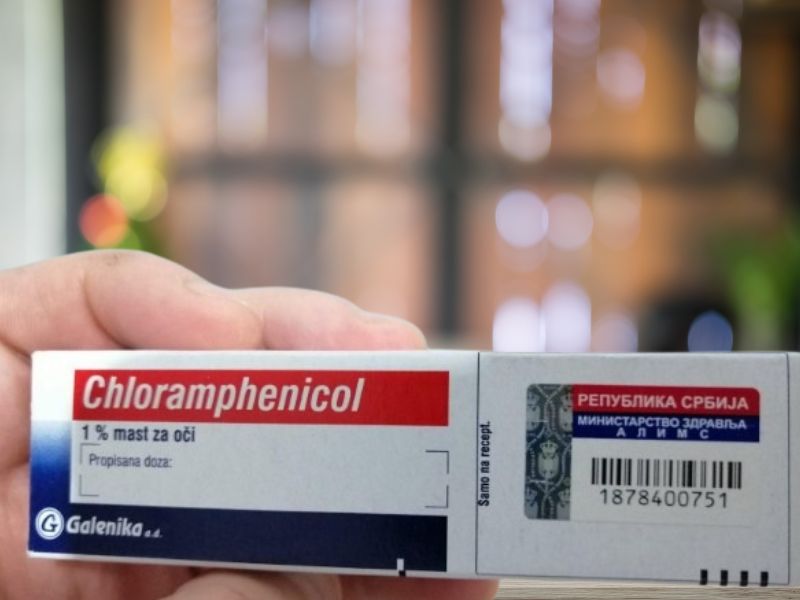 Chloramphenicol
1 % mast za oči
Propisana doza:
G Galenika a.d.
Samo na recept.
РЕПУБЛИКА СРБИЈА
МИНИСТАРСТВО ЗДРАВЉА
А Л И М С
1878400751